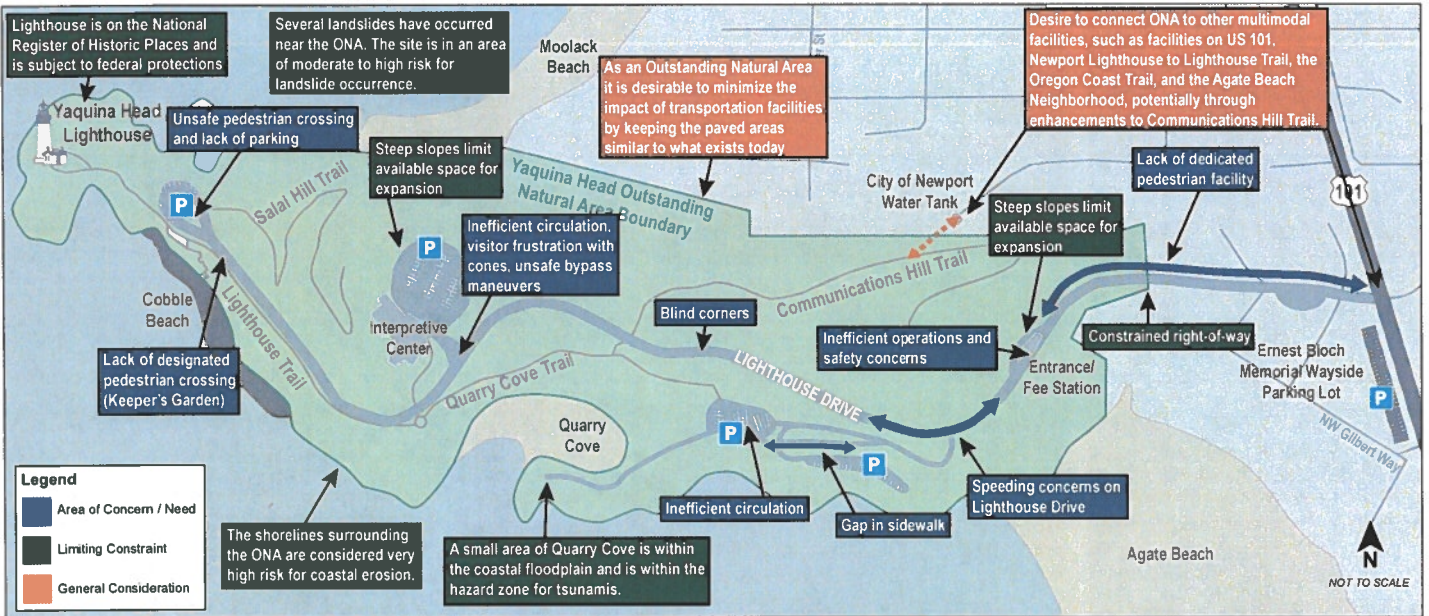 Lighthouse is on the National
Register of Historic Places and
is subject to federal protections
Several landslides have occurred
near the ONA. The site is in an area
of moderate to high risk for
landslide occurrence.
Moolack
Beach
As an Outstanding Natural Area
it is desirable to minimize the
impact of transportation facilities
by keeping the paved areas
similar to what exists today
Desire to connect ONA to other multimodal
facilities, such as facilities on US 101,
Newport Lighthouse to Lighthouse Trail, the
Oregon Coast Trail, and the Agate Beach
Neighborhood, potentially through
enhancements to Communications Hill Trail.
Yaquina Head
Lighthouse
Unsafe pedestrian crossing
and lack of parking
Steep slopes limit
available space for
expansion
Yaquina Head Outstanding
Natural Area Boundary
City of Newport
Water Tank
Lack of dedicated
pedestrian facility
101
P
Salal Hill Trail
P
Inefficient circulation,
visitor frustration with
cones, unsafe bypass
maneuvers
Steep slopes limit
available space for
expansion
Communications Hill Trail
Cobble
Beach
Lighthouse Trail
Interpretive
Center
Blind corners
Inefficient operations and
safety concerns
Constrained right-of-way
Lack of designated
pedestrian crossing
(Keeper's Garden)
Quarry Cove Trail
LIGHTHOUSE DRIVE
Entrance/
Fee Station
Ernest Bloch
Memorial Wayside
Parking Lot
P
NW Gilbert Way
Quarry
Cove
P
P
Legend
Area of Concern / Need
Limiting Constraint
General Consideration
The shorelines surrounding
the ONA are considered very
high risk for coastal erosion.
A small area of Quarry Cove is within
the coastal floodplain and is within the
hazard zone for tsunamis.
Inefficient circulation
Gap in sidewalk
Speeding concerns on
Lighthouse Drive
Agate Beach
N
NOT TO SCALE